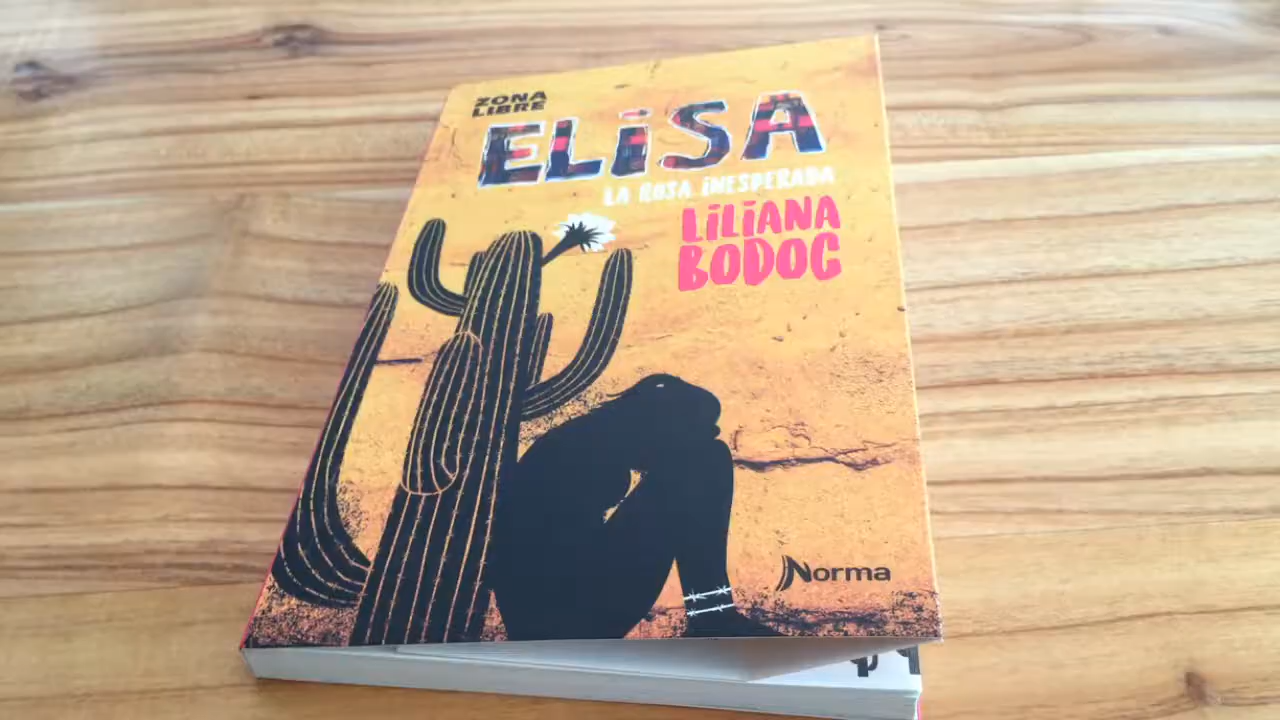 ZONA
LIBRE
ELiSA
LA ROSA iNESPERADA
LiLiANA
BODOC
Norma